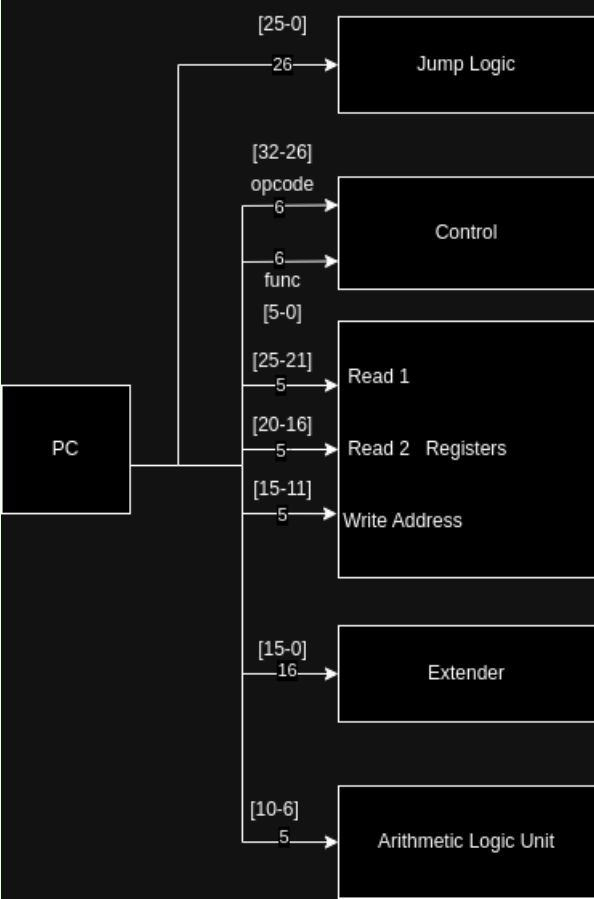 [25-0]
26
Jump Logic
[32-26]
opcode
6
Control
6
func
[5-0]
[25-21]
5
Read 1
PC
[20-16]
5
Read 2 Registers
[15-11]
5
Write Address
[15-0]
16
Extender
[10-6]
5
Arithmetic Logic Unit